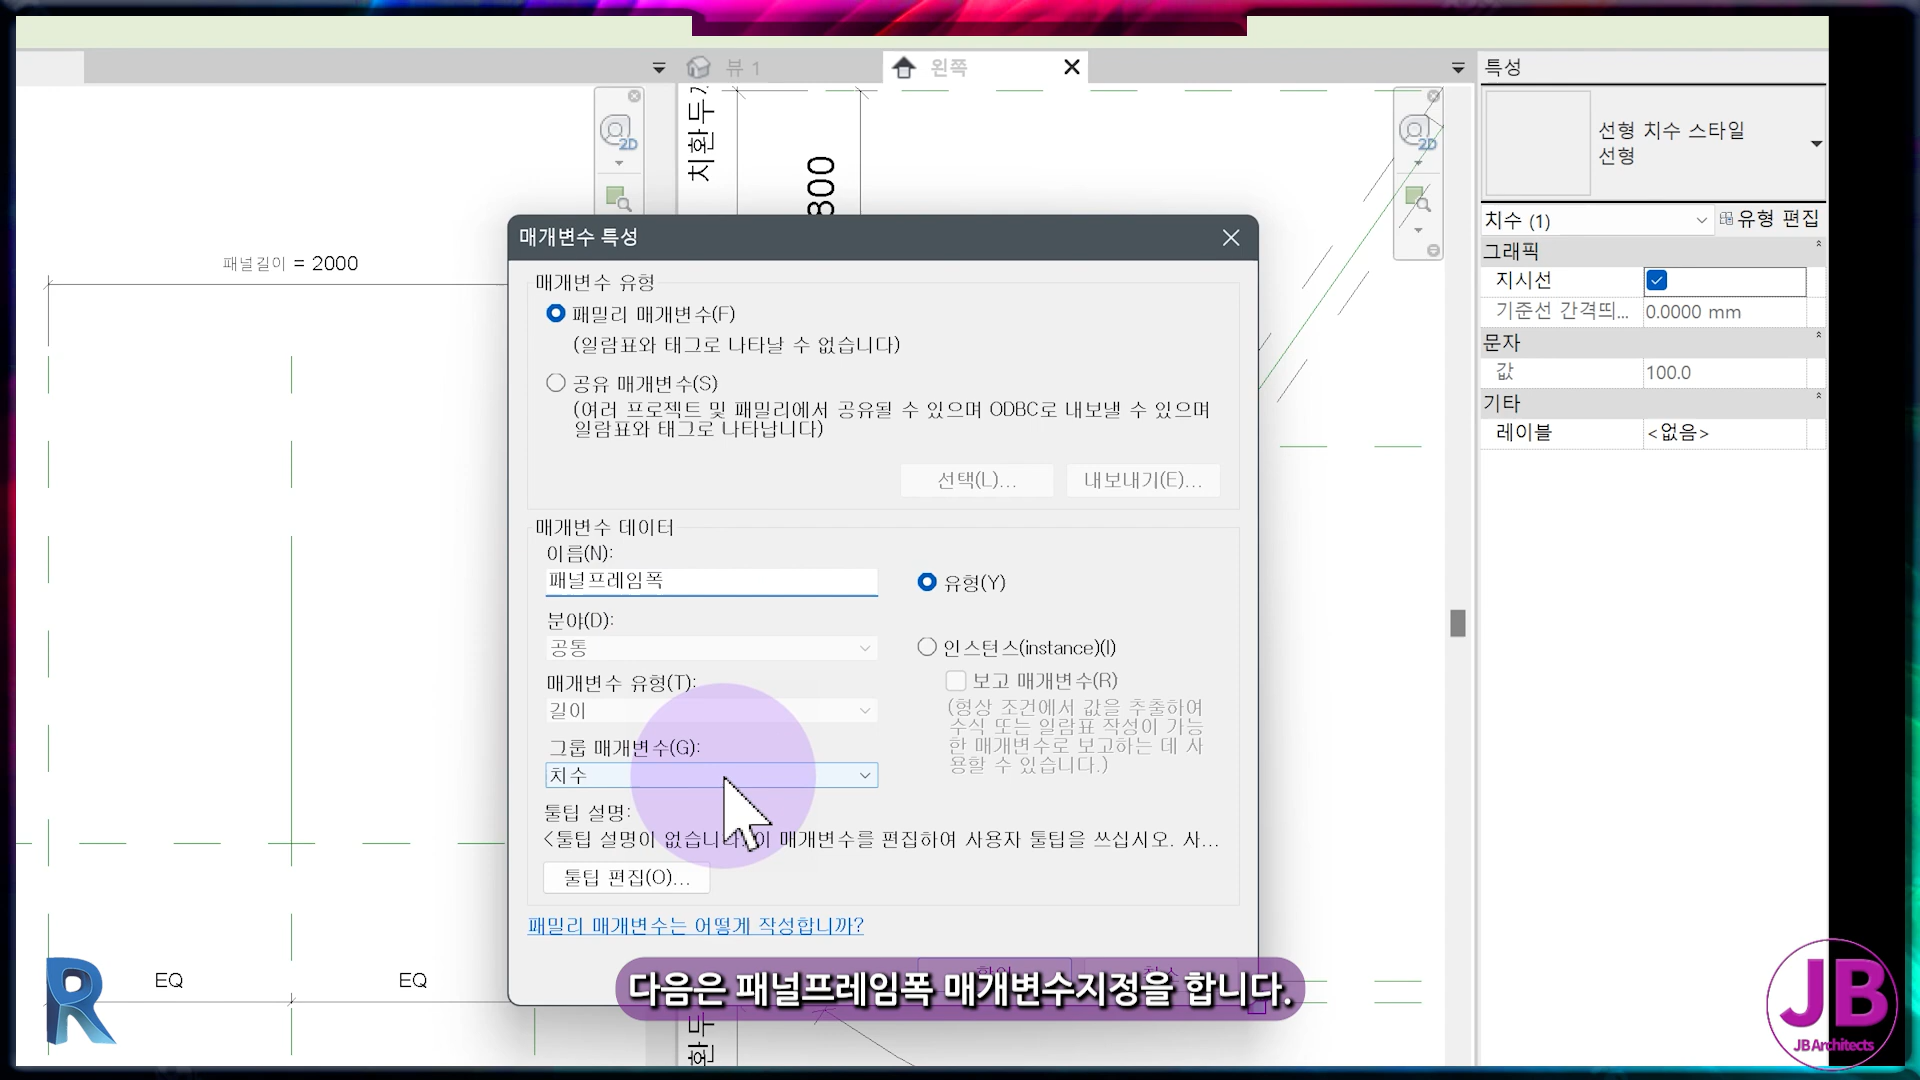 뷰 1
왼쪽
특성
선형 치수 스타일
선형
치수 (1)
유형 편집
그래픽
지시선
기준선 간격띄...
0.0000 mm
문자
값
100.0
기타
레이블
<없음>
2D
2D
패널길이 = 2000
매개변수 특성
매개변수 유형
패밀리 매개변수(F)
(일람표와 태그로 나타날 수 없습니다)
공유 매개변수(S)
(여러 프로젝트 및 패밀리에서 공유될 수 있으며 ODBC로 내보낼 수 있으며
일람표와 태그로 나타납니다)
선택(L)...
내보내기(E)...
매개변수 데이터
이름(N):
패널프레임폭
유형(Y)
분야(D):
공통
인스턴스(instance)(I)
매개변수 유형(T):
길이
보고 매개변수(R)
(형상 조건에서 값을 추출하여
수식 또는 일람표 작성이 가능
한 매개변수로 보고하는 데 사
용할 수 있습니다.)
그룹 매개변수(G):
치수
툴팁 설명:
<툴팁 설명이 없습니다. 이 매개변수를 편집하여 사용자 툴팁을 쓰십시오. 사...
툴팁 편집(O)...
패밀리 매개변수는 어떻게 작성합니까?
EQ
EQ
다음은 패널프레임폭 매개변수지정을 합니다.
R
JB
JB Architects